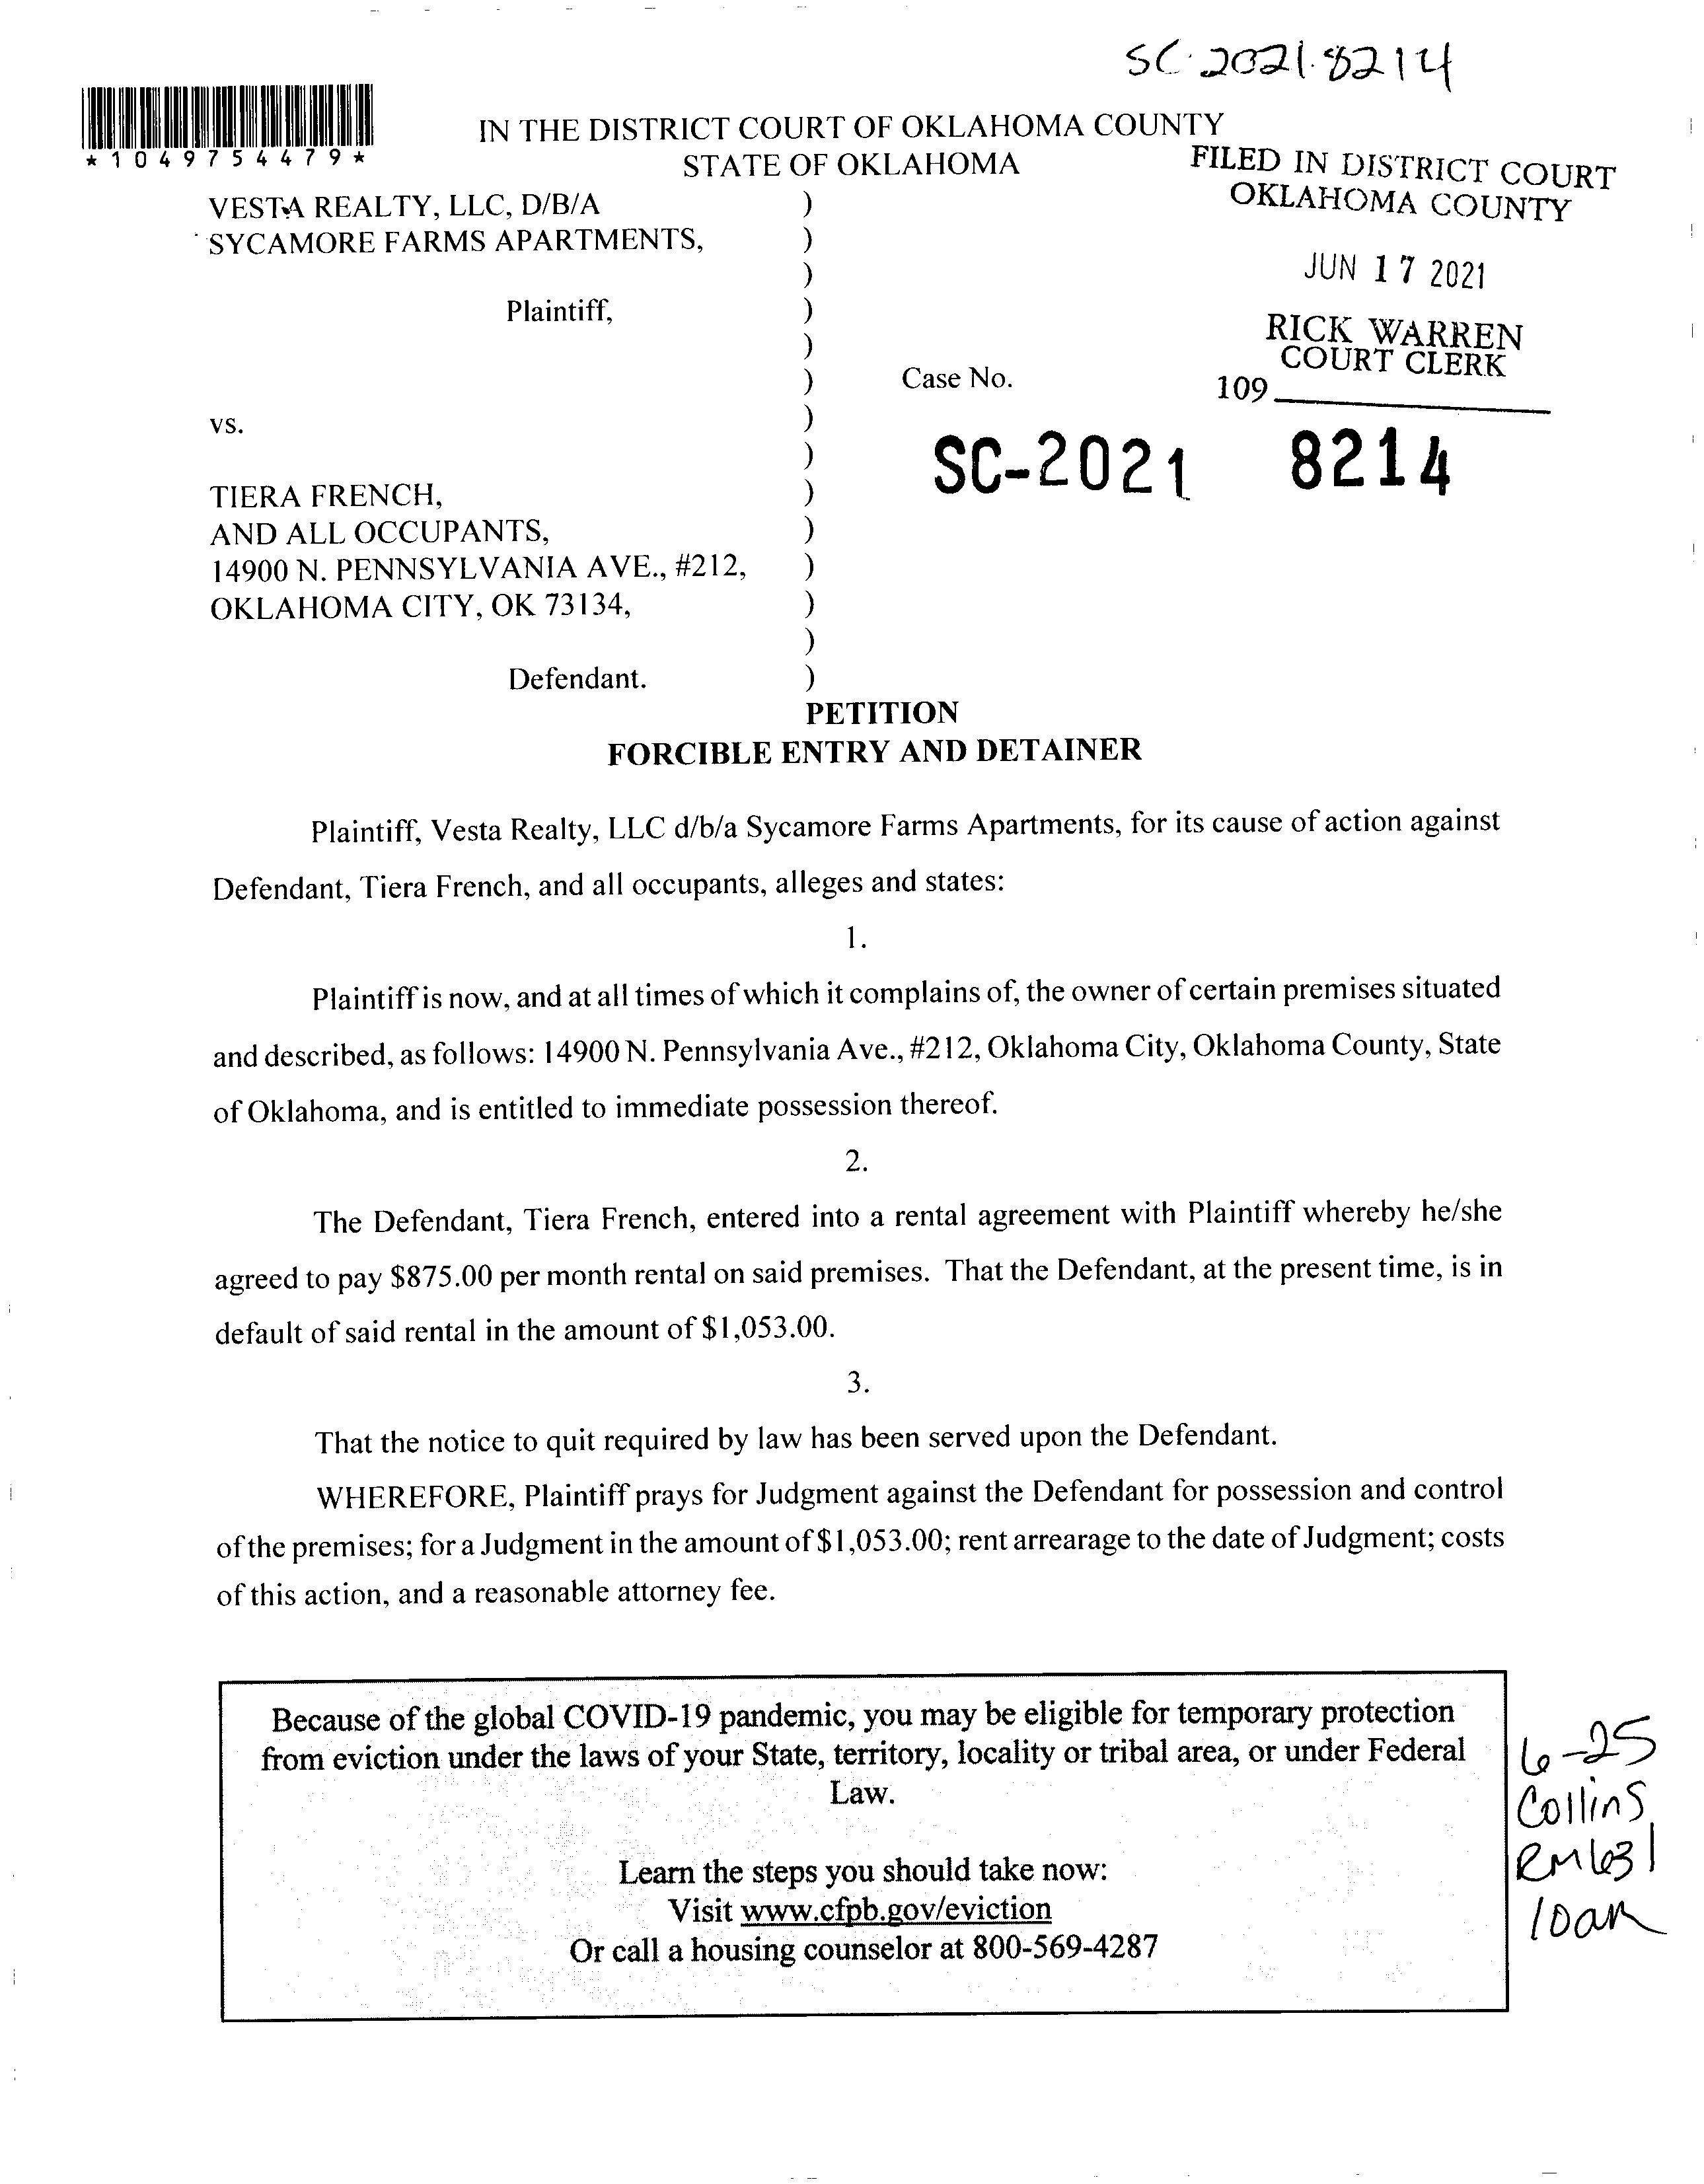 SC-2021-8214
*1049754479*
IN THE DISTRICT COURT OF OKLAHOMA COUNTY
STATE OF OKLAHOMA
FILED IN DISTRICT COURT
OKLAHOMA COUNTY
JUN 17 2021
RICK WARREN
COURT CLERK
109
VESTA REALTY, LLC, D/B/A )
SYCAMORE FARMS APARTMENTS, )
)
Plaintiff, )
)
) Case No.
vs. )
) SC-2021 8214
TIERA FRENCH, )
AND ALL OCCUPANTS, )
14900 N. PENNSYLVANIA AVE., #212, )
OKLAHOMA CITY, OK 73134, )
)
Defendant. )
PETITION
FORCIBLE ENTRY AND DETAINER
Plaintiff, Vesta Realty, LLC d/b/a Sycamore Farms Apartments, for its cause of action against
Defendant, Tiera French, and all occupants, alleges and states:
1.
Plaintiff is now, and at all times of which it complains of, the owner of certain premises situated
and described, as follows: 14900 N. Pennsylvania Ave., #212, Oklahoma City, Oklahoma County, State
of Oklahoma, and is entitled to immediate possession thereof.
2.
The Defendant, Tiera French, entered into a rental agreement with Plaintiff whereby he/she
agreed to pay $875.00 per month rental on said premises. That the Defendant, at the present time, is in
default of said rental in the amount of $1,053.00.
3.
That the notice to quit required by law has been served upon the Defendant.
WHEREFORE, Plaintiff prays for Judgment against the Defendant for possession and control
of the premises; for a Judgment in the amount of $1,053.00; rent arrearage to the date of Judgment; costs
of this action, and a reasonable attorney fee.
Because of the global COVID-19 pandemic, you may be eligible for temporary protection
from eviction under the laws of your State, territory, locality or tribal area, or under Federal
Law.
Learn the steps you should take now:
Visit www.cfpb.gov/eviction
Or call a housing counselor at 800-569-4287
6-25
Collins
RM 631
10am